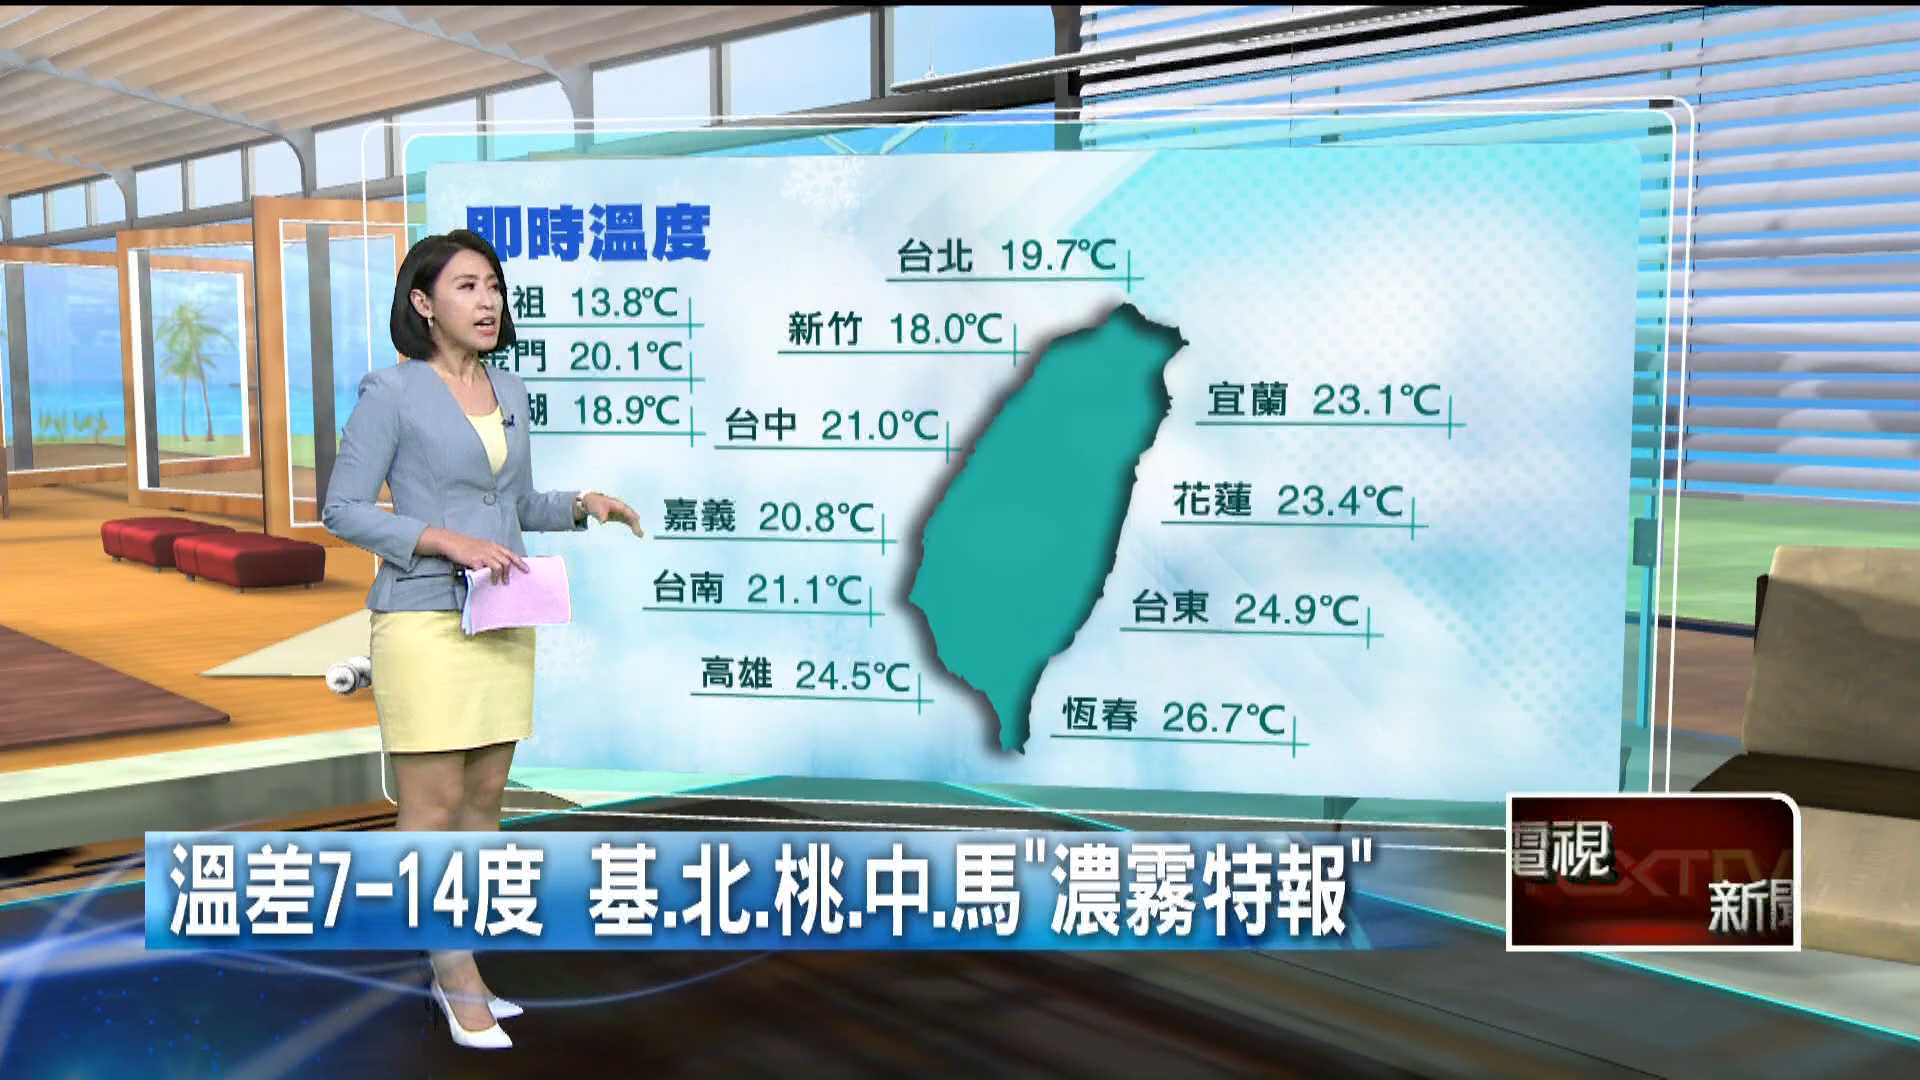 即時溫度
祖 13.8℃
金門 20.1℃
湖 18.9℃
台北 19.7℃
新竹 18.0℃
台中 21.0℃
嘉義 20.8℃
台南 21.1℃
高雄 24.5℃
宜蘭 23.1℃
花蓮 23.4℃
台東 24.9℃
恆春 26.7℃
溫差7-14度 基.北.桃.中.馬"濃霧特報"
電視
新聞